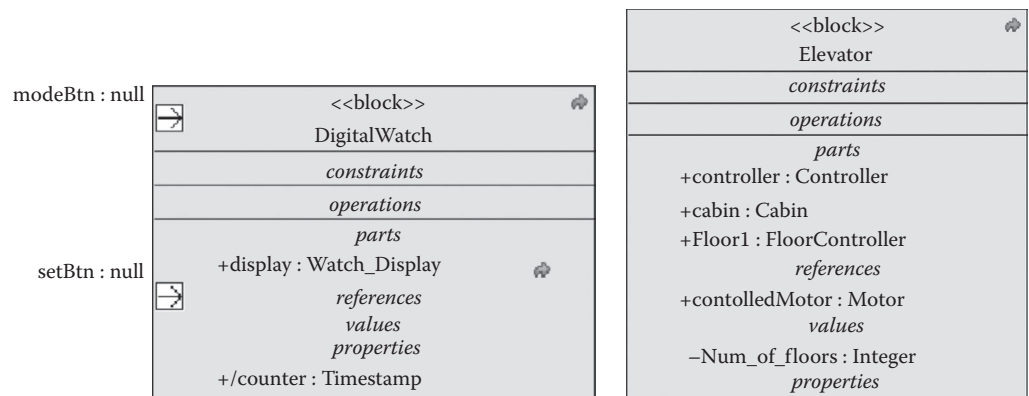 modeBtn : null
<<block>>
DigitalWatch
constraints
operations
parts
setBtn : null
+display : Watch_Display
references
values
properties
+/counter : Timestamp
<<block>>
Elevator
constraints
operations
parts
+controller : Controller
+cabin : Cabin
+Floor1 : FloorController
references
+contolledMotor : Motor
values
–Num_of_floors : Integer
properties